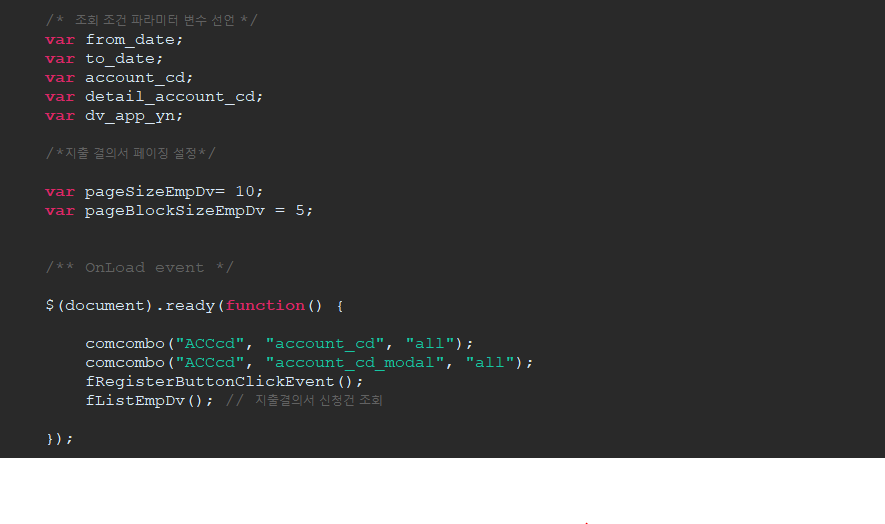 /* 조회 조건 파라미터 변수 선언 */
var from_date;
var to_date;
var account_cd;
var detail_account_cd;
var dv_app_yn;
/*지출 결의서 페이징 설정*/
var pageSizeEmpDv= 10;
var pageBlockSizeEmpDv = 5;
/** OnLoad event */
$(document).ready(function() {
comcombo("ACCcd", "account_cd", "all");
comcombo("ACCcd", "account_cd_modal", "all");
fRegisterButtonClickEvent();
fListEmpDv(); // 지출결의서 신청건 조회
});